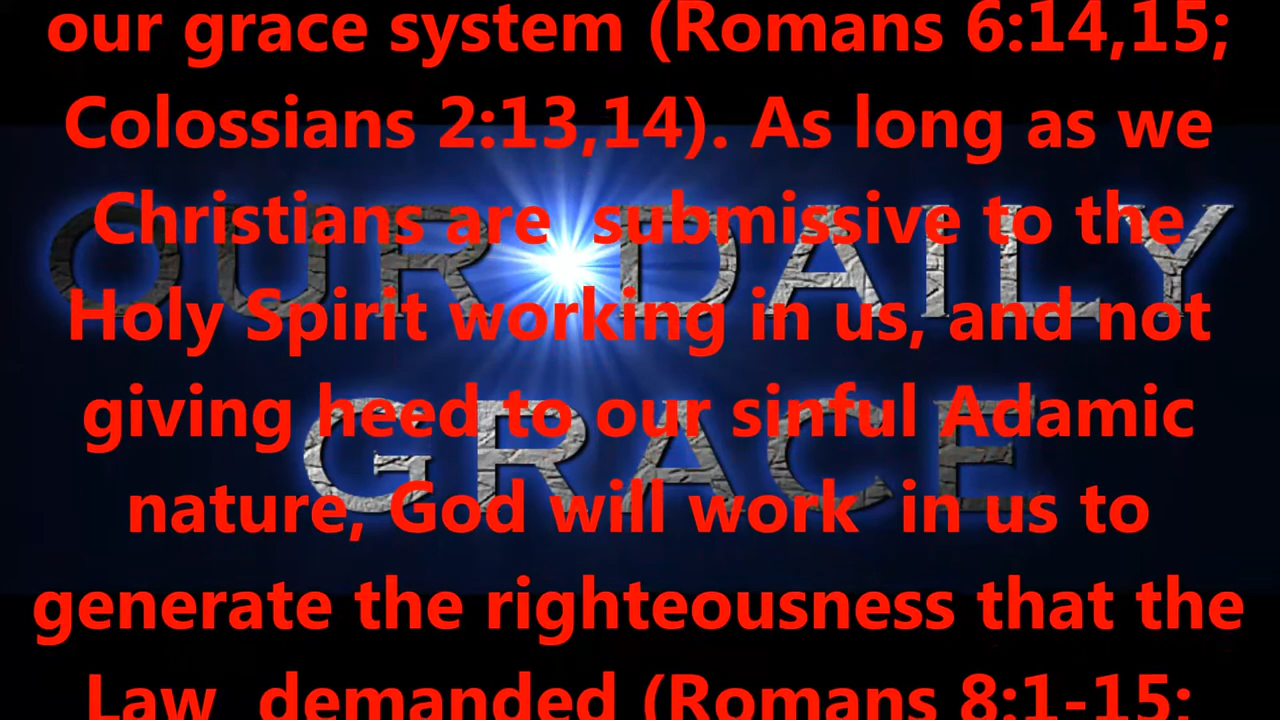 our grace system (Romans 6:14,15;
Colossians 2:13,14). As long as we
Christians are  submissive to the
Holy Spirit working in us, and not
giving heed to our sinful Adamic
nature, God will work  in us to
generate the righteousness that the
Law  demanded (Romans 8:1-15;
OUR DAILY
GRACE